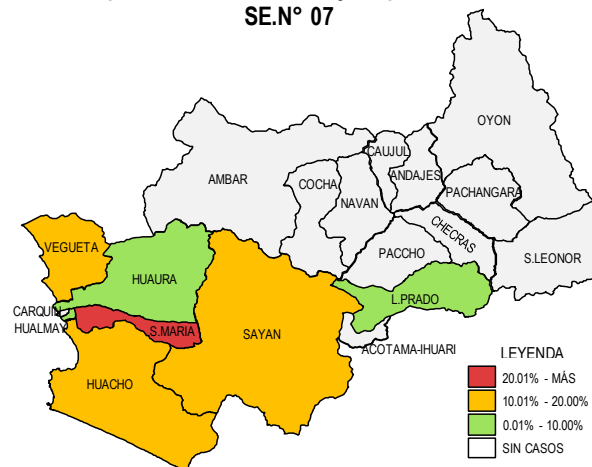 SE.N° 07
OYON
CAUJUL
AMBAR
COCHA
ANDAJES
PACHANGARA
NAVAN
CHECRAS
VEGUETA
PACCHO
S.LEONOR
HUAURA
L.PRADO
CARQUIN
HUALMAY
S.MARIA
SAYAN
ACOTAMA-IHUARI
HUACHO
LEYENDA
20.01% - MÁS
10.01% - 20.00%
0.01% - 10.00%
SIN CASOS